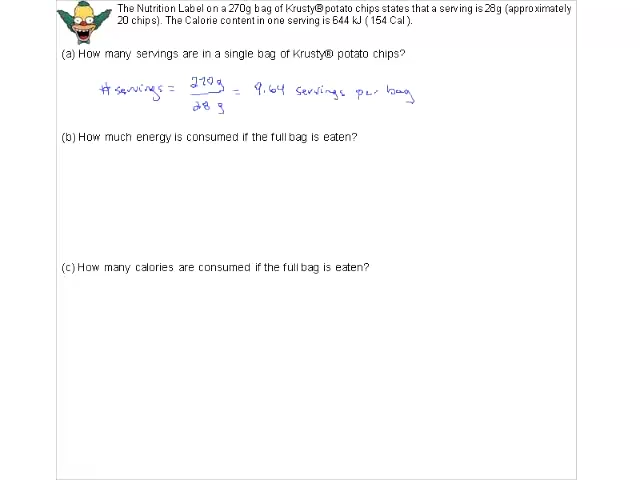 The Nutrition Label on a 270g bag of Krusty® potato chips states that a serving is 28g (approximately
20 chips). The Calorie content in one serving is 644 kJ ( 154 Cal ).
(a) How many servings are in a single bag of Krusty® potato chips?
# servings = 270g / 28 g = 9.64 servings per bag
(b) How much energy is consumed if the full bag is eaten?
(c) How many calories are consumed if the full bag is eaten?